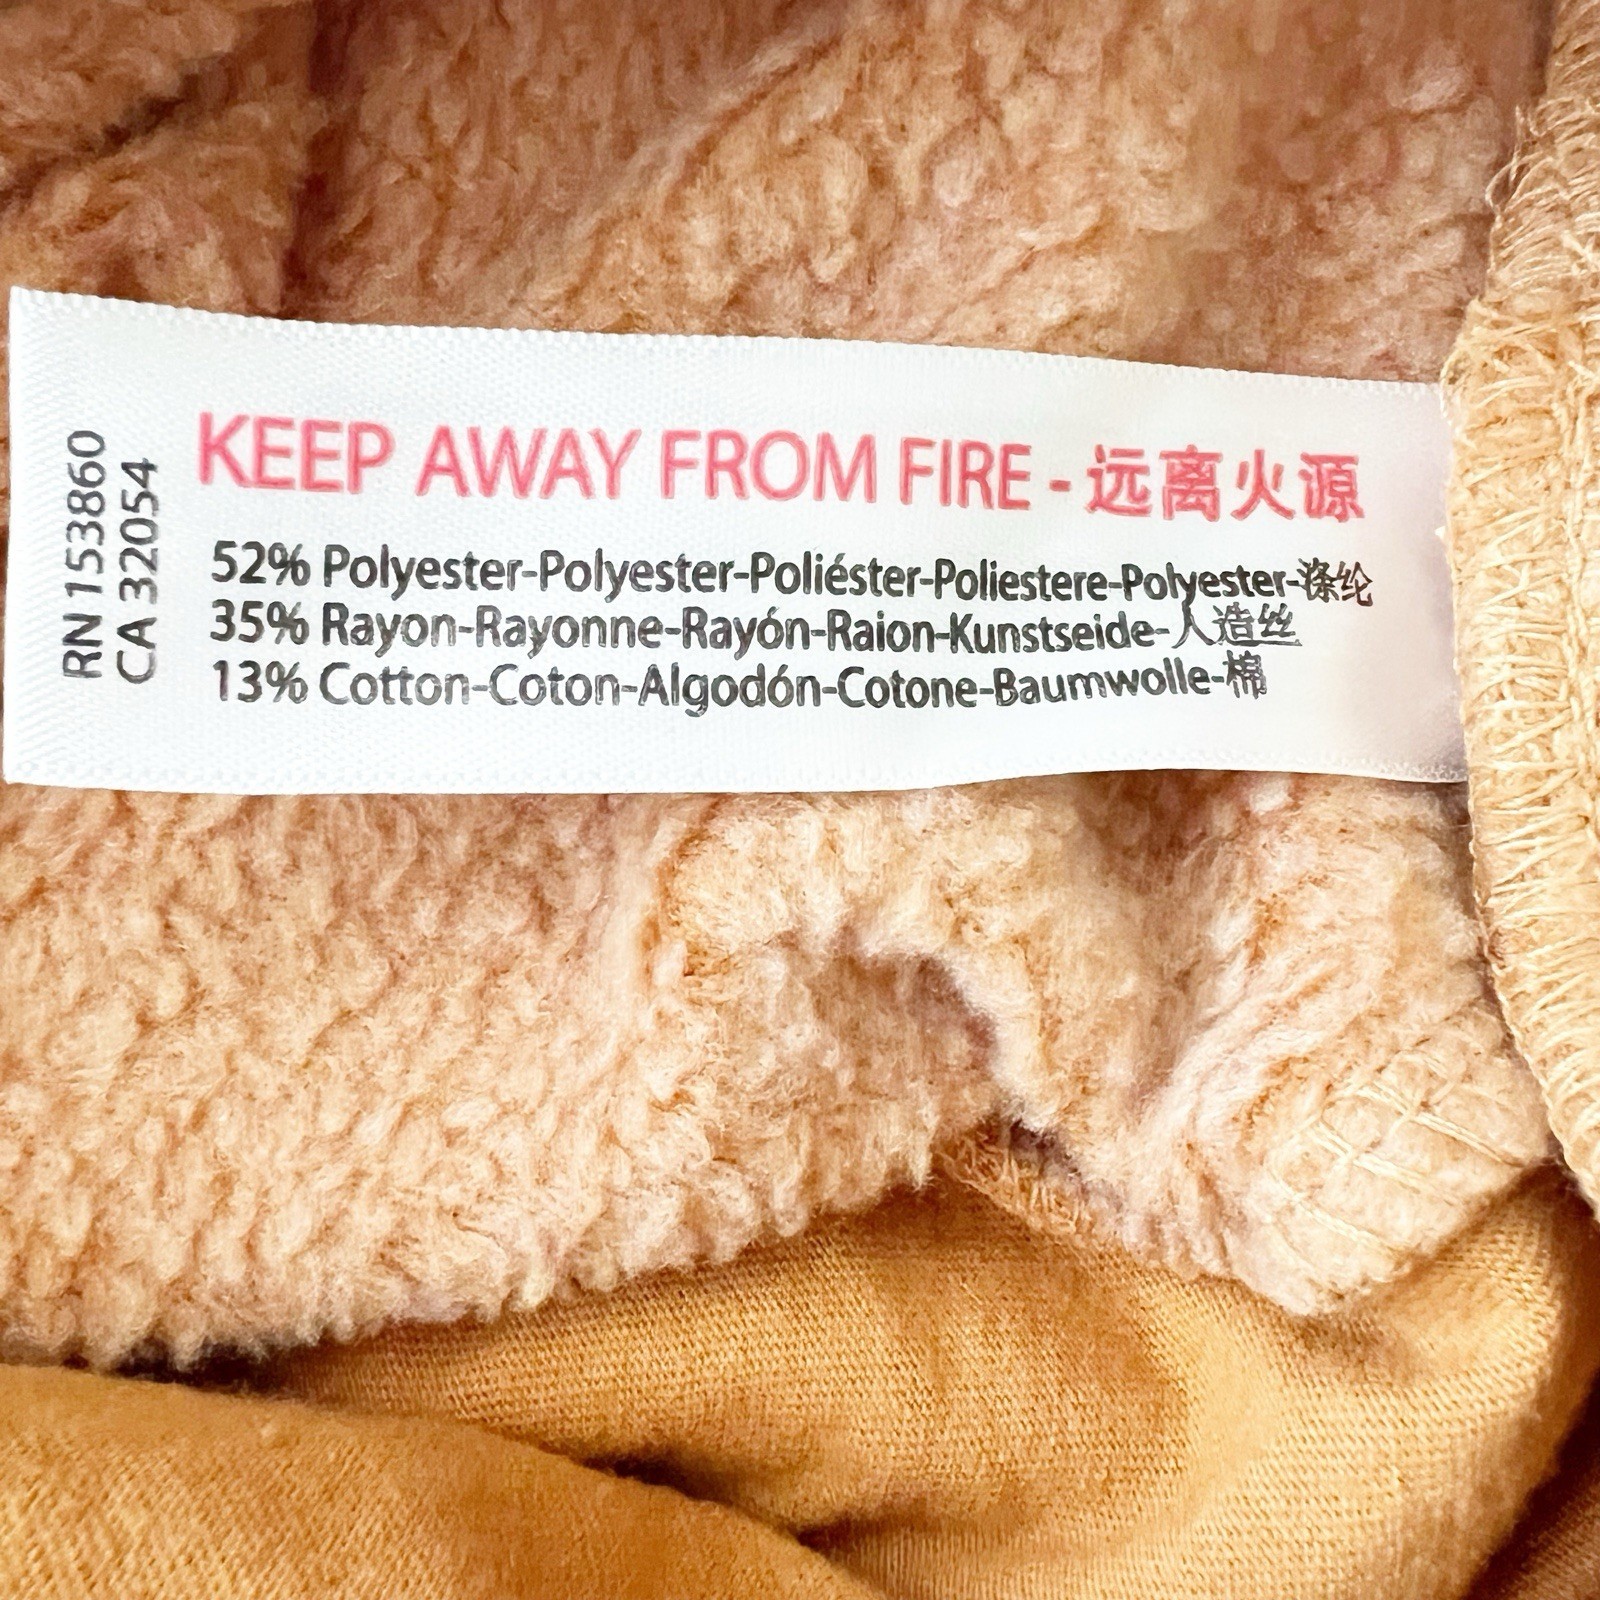 RN 153860
CA 32054
KEEP AWAY FROM FIRE - 远离火源
52% Polyester-Polyester-Poliéster-Poliestere-Polyester-涤纶
35% Rayon-Rayonne-Rayón-Raion-Kunstseide-人造丝
13% Cotton-Coton-Algodón-Cotone-Baumwolle-棉